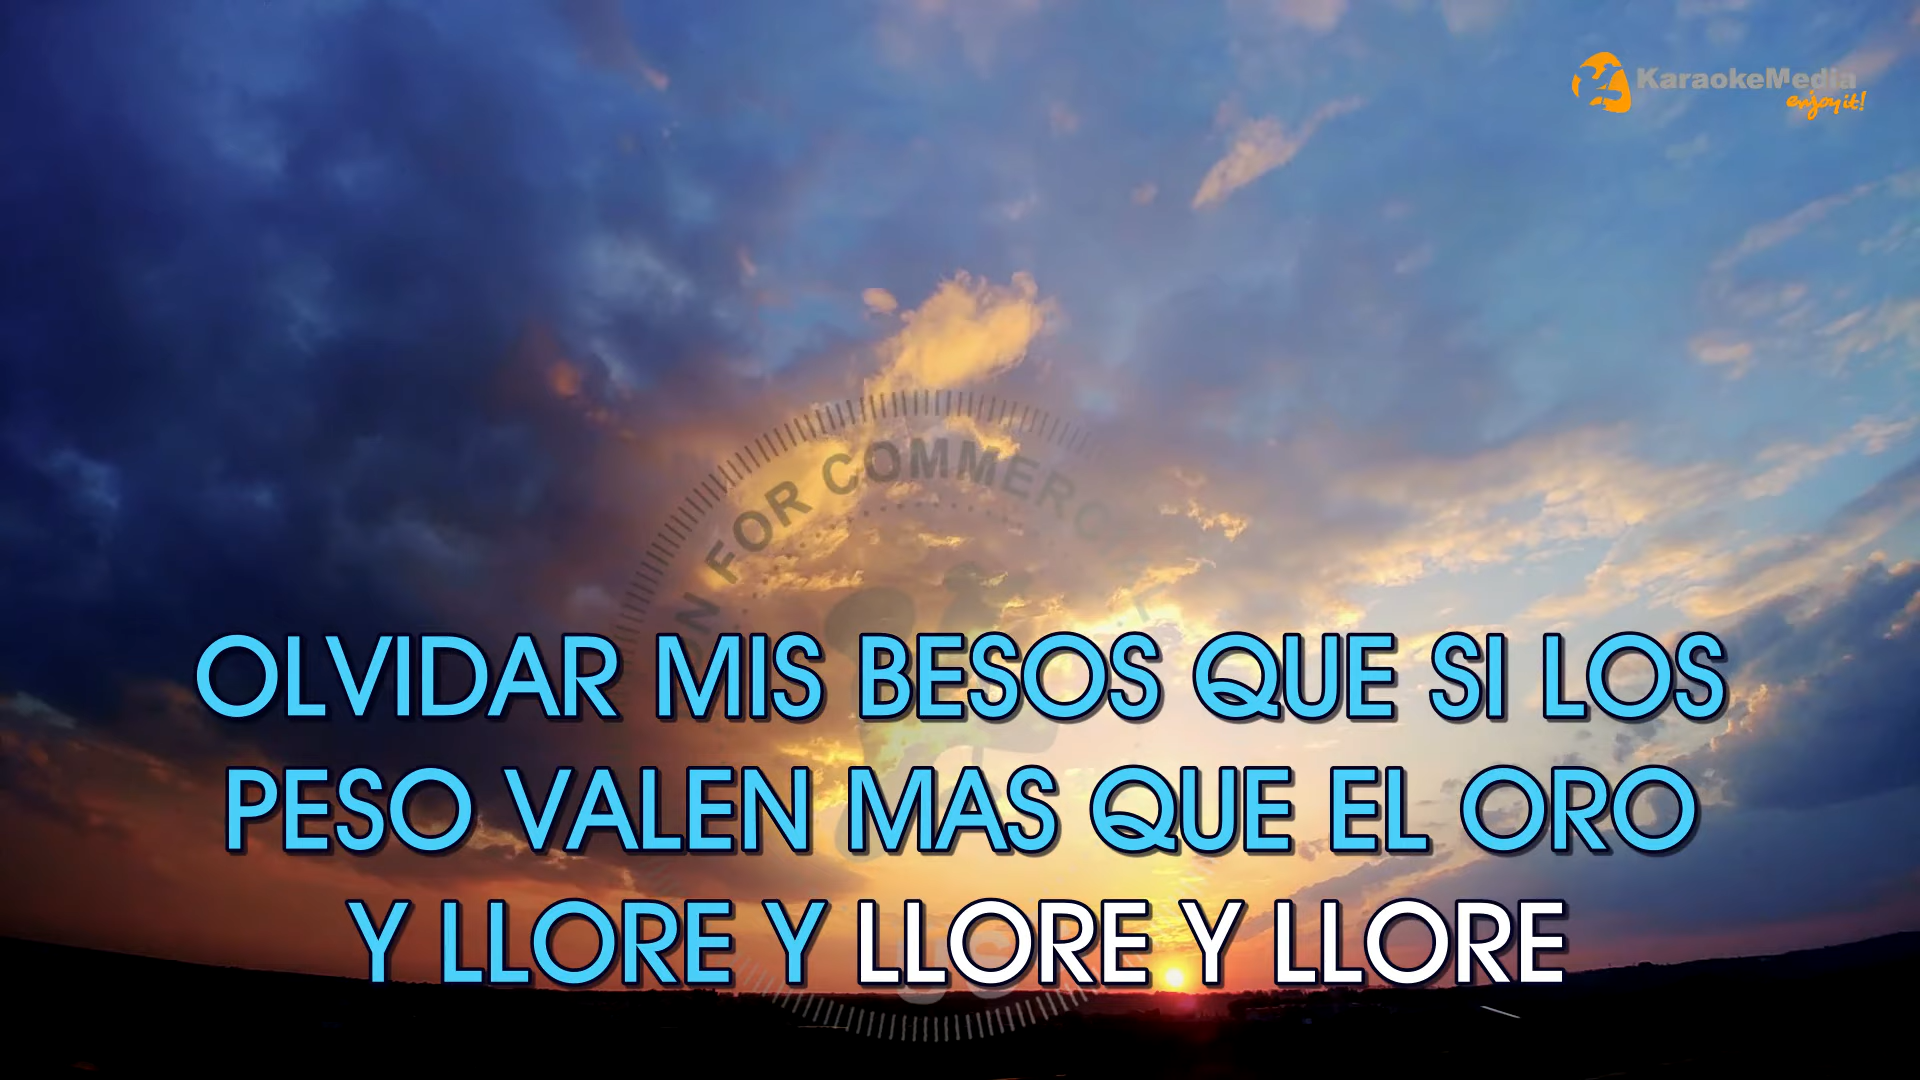 KaraokeMedia
enjoy it!
FOR COMMERC
OLVIDAR MIS BESOS QUE SI LOS
PESO VALEN MAS QUE EL ORO
Y LLORE Y LLORE Y LLORE